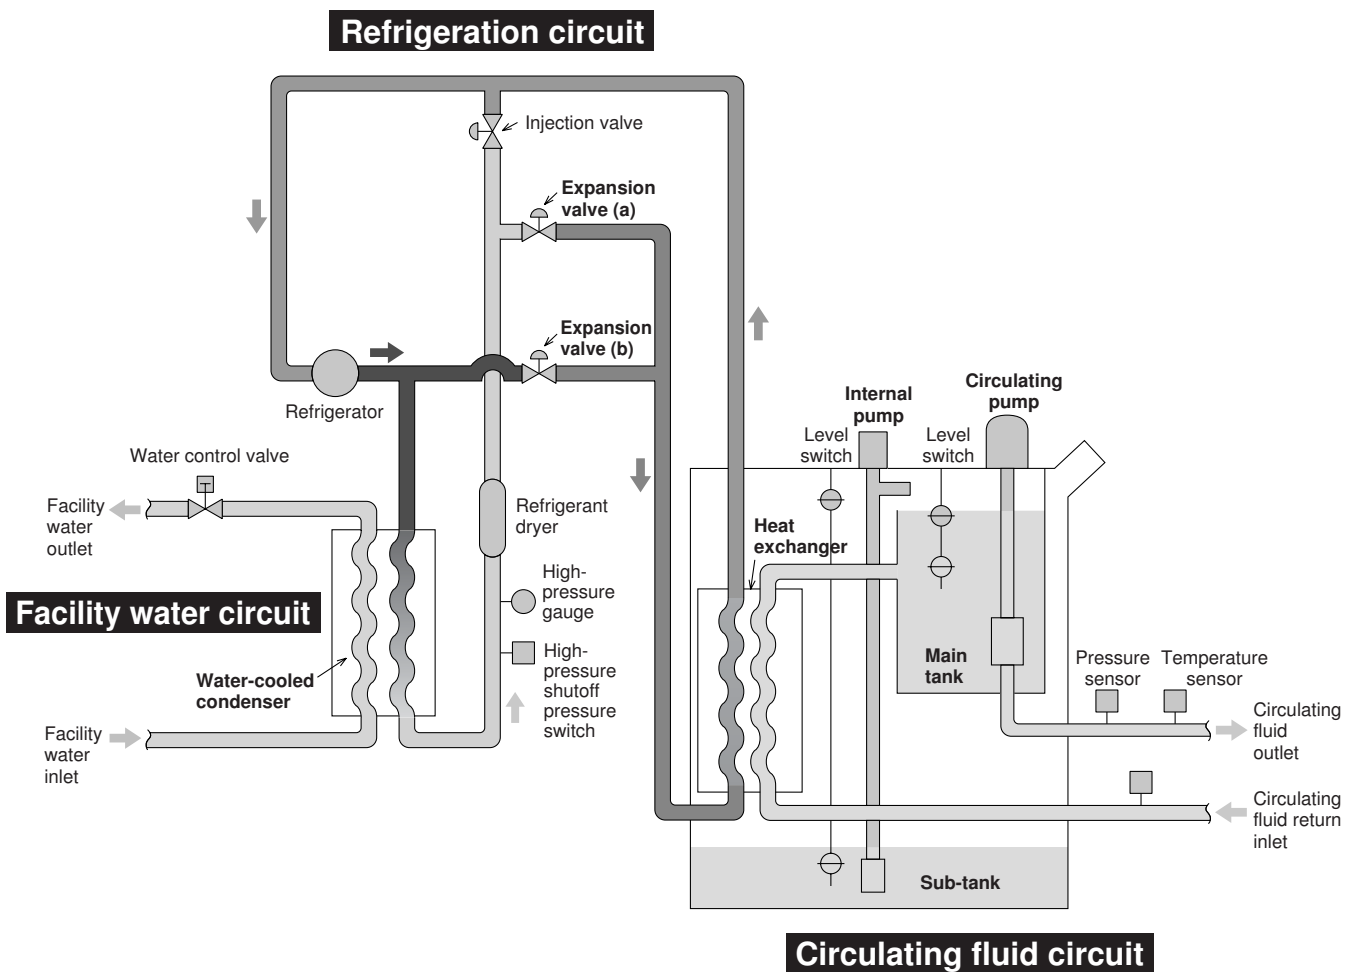 Refrigeration circuit
Injection valve
Expansion
valve (a)
Expansion
valve (b)
Refrigerator
Water control valve
Facility
water
outlet
Refrigerant
dryer
High-
pressure
gauge
Facility water circuit
High-
pressure
shutoff
pressure
switch
Water-cooled
condenser
Facility
water
inlet
Internal
pump
Circulating
pump
Level
switch
Level
switch
Heat
exchanger
Main
tank
Pressure
sensor
Temperature
sensor
Circulating
fluid
outlet
Circulating
fluid return
inlet
Sub-tank
Circulating fluid circuit